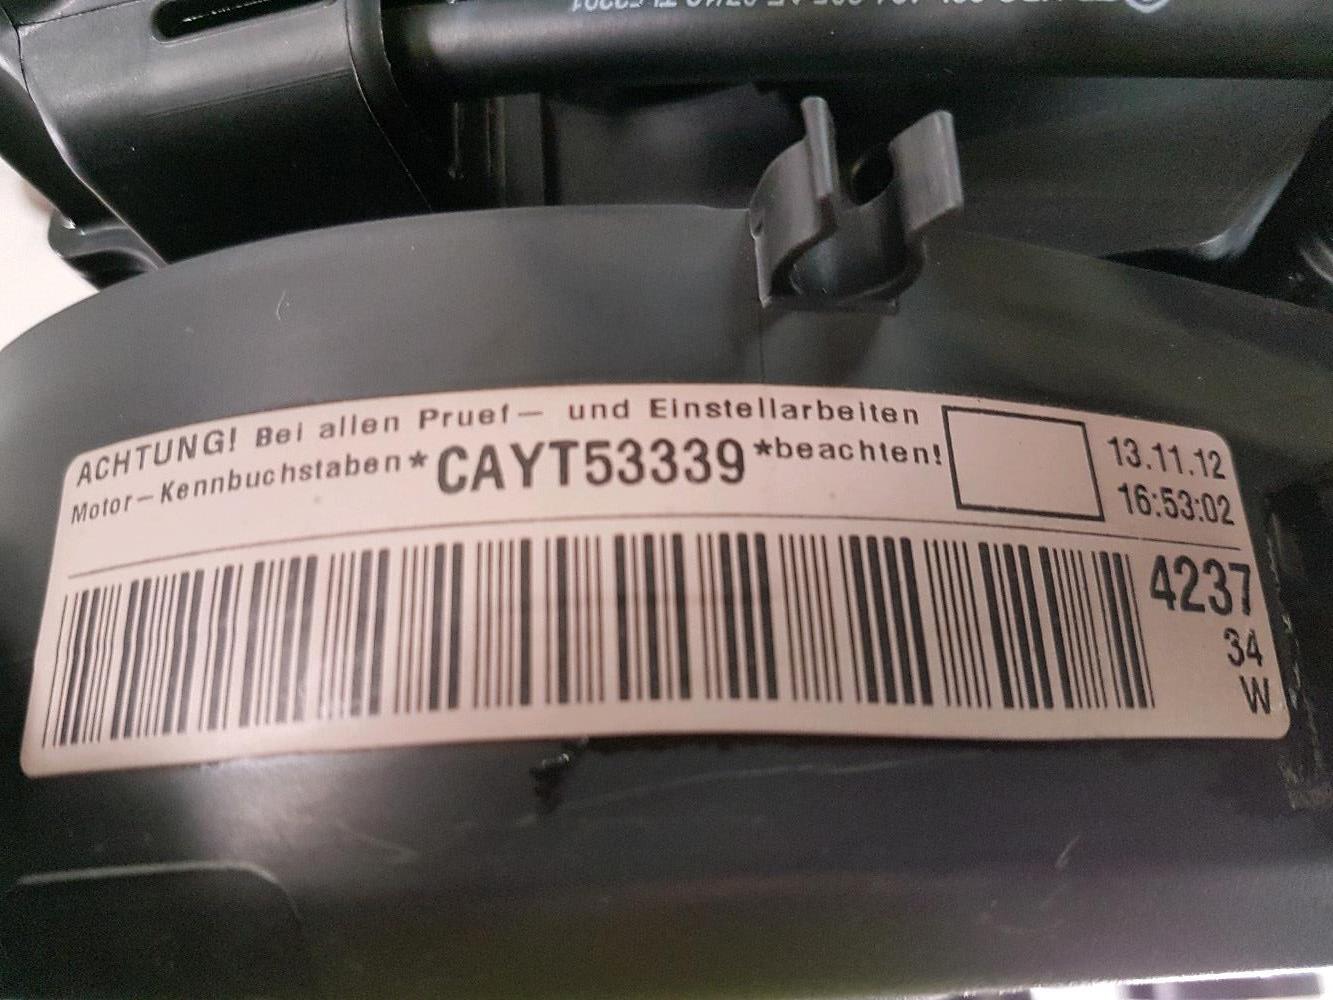 ACHTUNG! Bei allen Pruef— und Einstellarbeiten
Motor—Kennbuchstaben*CAYT53339*beachten!
13.11.12
16:53:02
4237
34
W